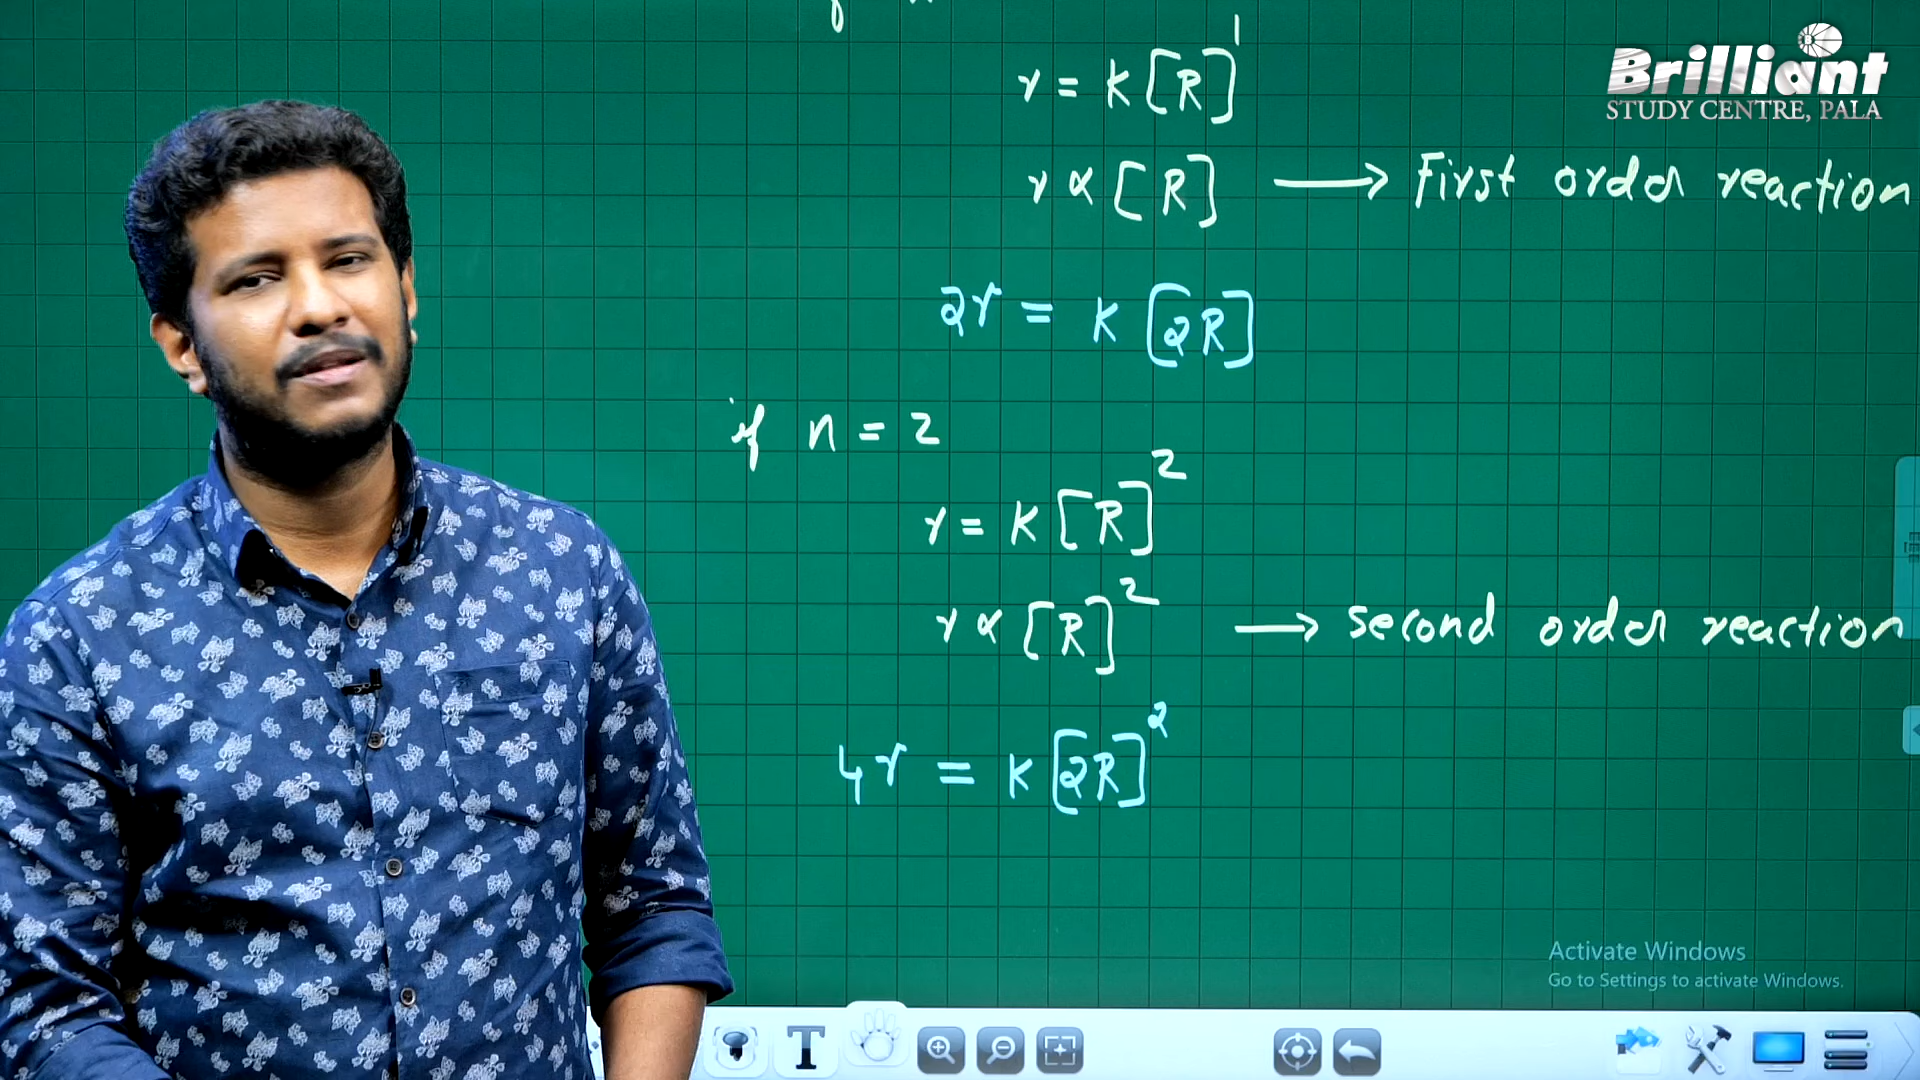 r = K[R]¹
r ∝ [R] → First order reaction
2r = K[2R]
if n = 2
r = K[R]²
r ∝ [R]² → second order reaction
4r = K[2R]²
Brilliant
STUDY CENTRE, PALA
Activate Windows
Go to Settings to activate Windows.
T